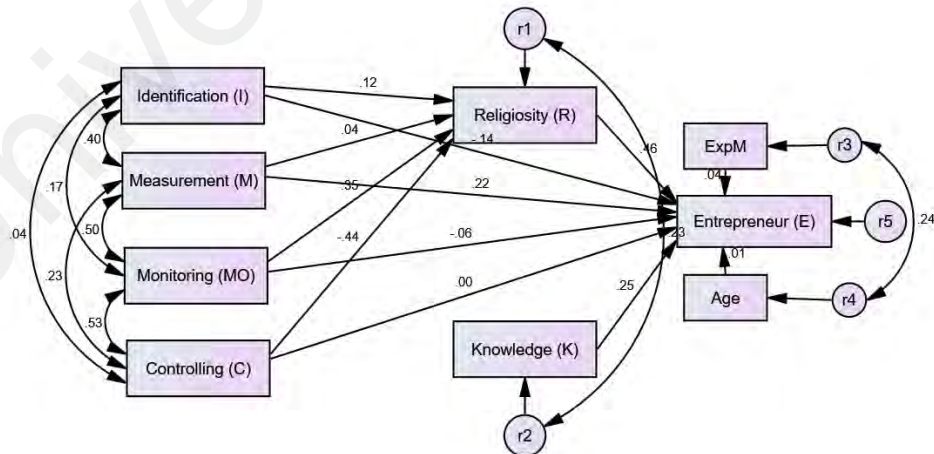 r1
Identification (I)
.12
Religiosity (R)
.04
-.14
.40
ExpM
r3
.46
.04
Measurement (M)
.17
.35
.22
Entrepreneur (E)
r5
.24
.04
.50
-.44
-.06
.23
.01
Monitoring (MO)
.23
.00
.25
Age
r4
.53
Knowledge (K)
Controlling (C)
r2